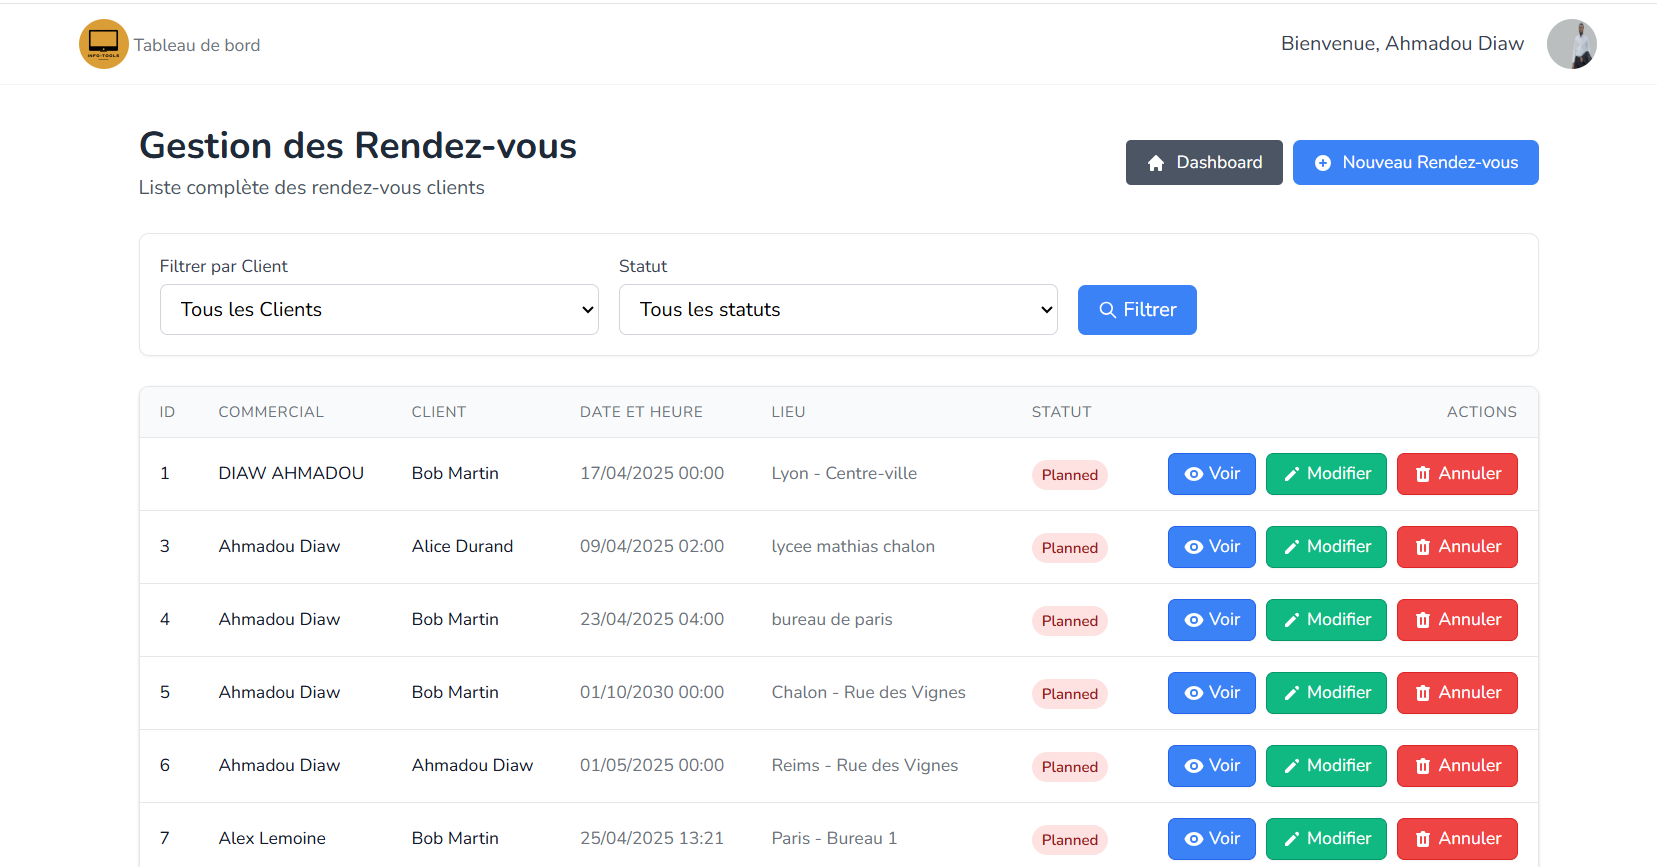 INFO-TOOLS
Tableau de bord
Bienvenue, Ahmadou Diaw
Gestion des Rendez-vous
Liste complète des rendez-vous clients
Dashboard
Nouveau Rendez-vous
Filtrer par Client
Statut
Tous les Clients
Tous les statuts
Filtrer
ID COMMERCIAL CLIENT DATE ET HEURE LIEU STATUT ACTIONS
1 DIAW AHMADOU Bob Martin 17/04/2025 00:00 Lyon - Centre-ville Planned Voir Modifier Annuler
3 Ahmadou Diaw Alice Durand 09/04/2025 02:00 lycee mathias chalon Planned Voir Modifier Annuler
4 Ahmadou Diaw Bob Martin 23/04/2025 04:00 bureau de paris Planned Voir Modifier Annuler
5 Ahmadou Diaw Bob Martin 01/10/2030 00:00 Chalon - Rue des Vignes Planned Voir Modifier Annuler
6 Ahmadou Diaw Ahmadou Diaw 01/05/2025 00:00 Reims - Rue des Vignes Planned Voir Modifier Annuler
7 Alex Lemoine Bob Martin 25/04/2025 13:21 Paris - Bureau 1 Planned Voir Modifier Annuler